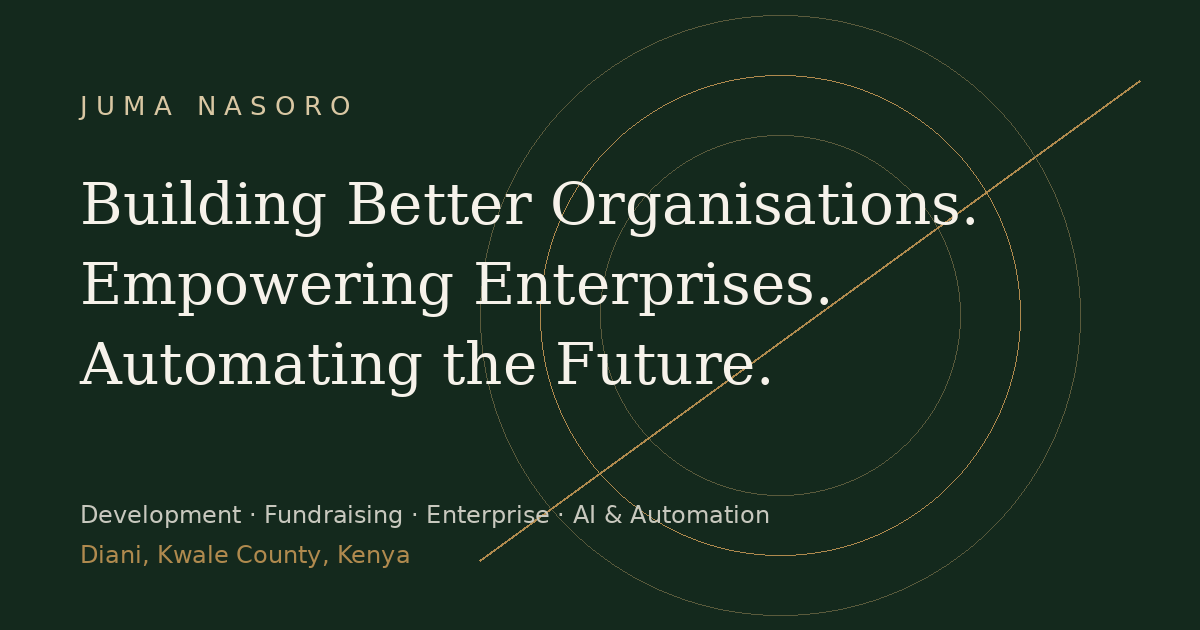 JUMA NASORO
Building Better Organisations.
Empowering Enterprises.
Automating the Future.
Development · Fundraising · Enterprise · AI & Automation
Diani, Kwale County, Kenya